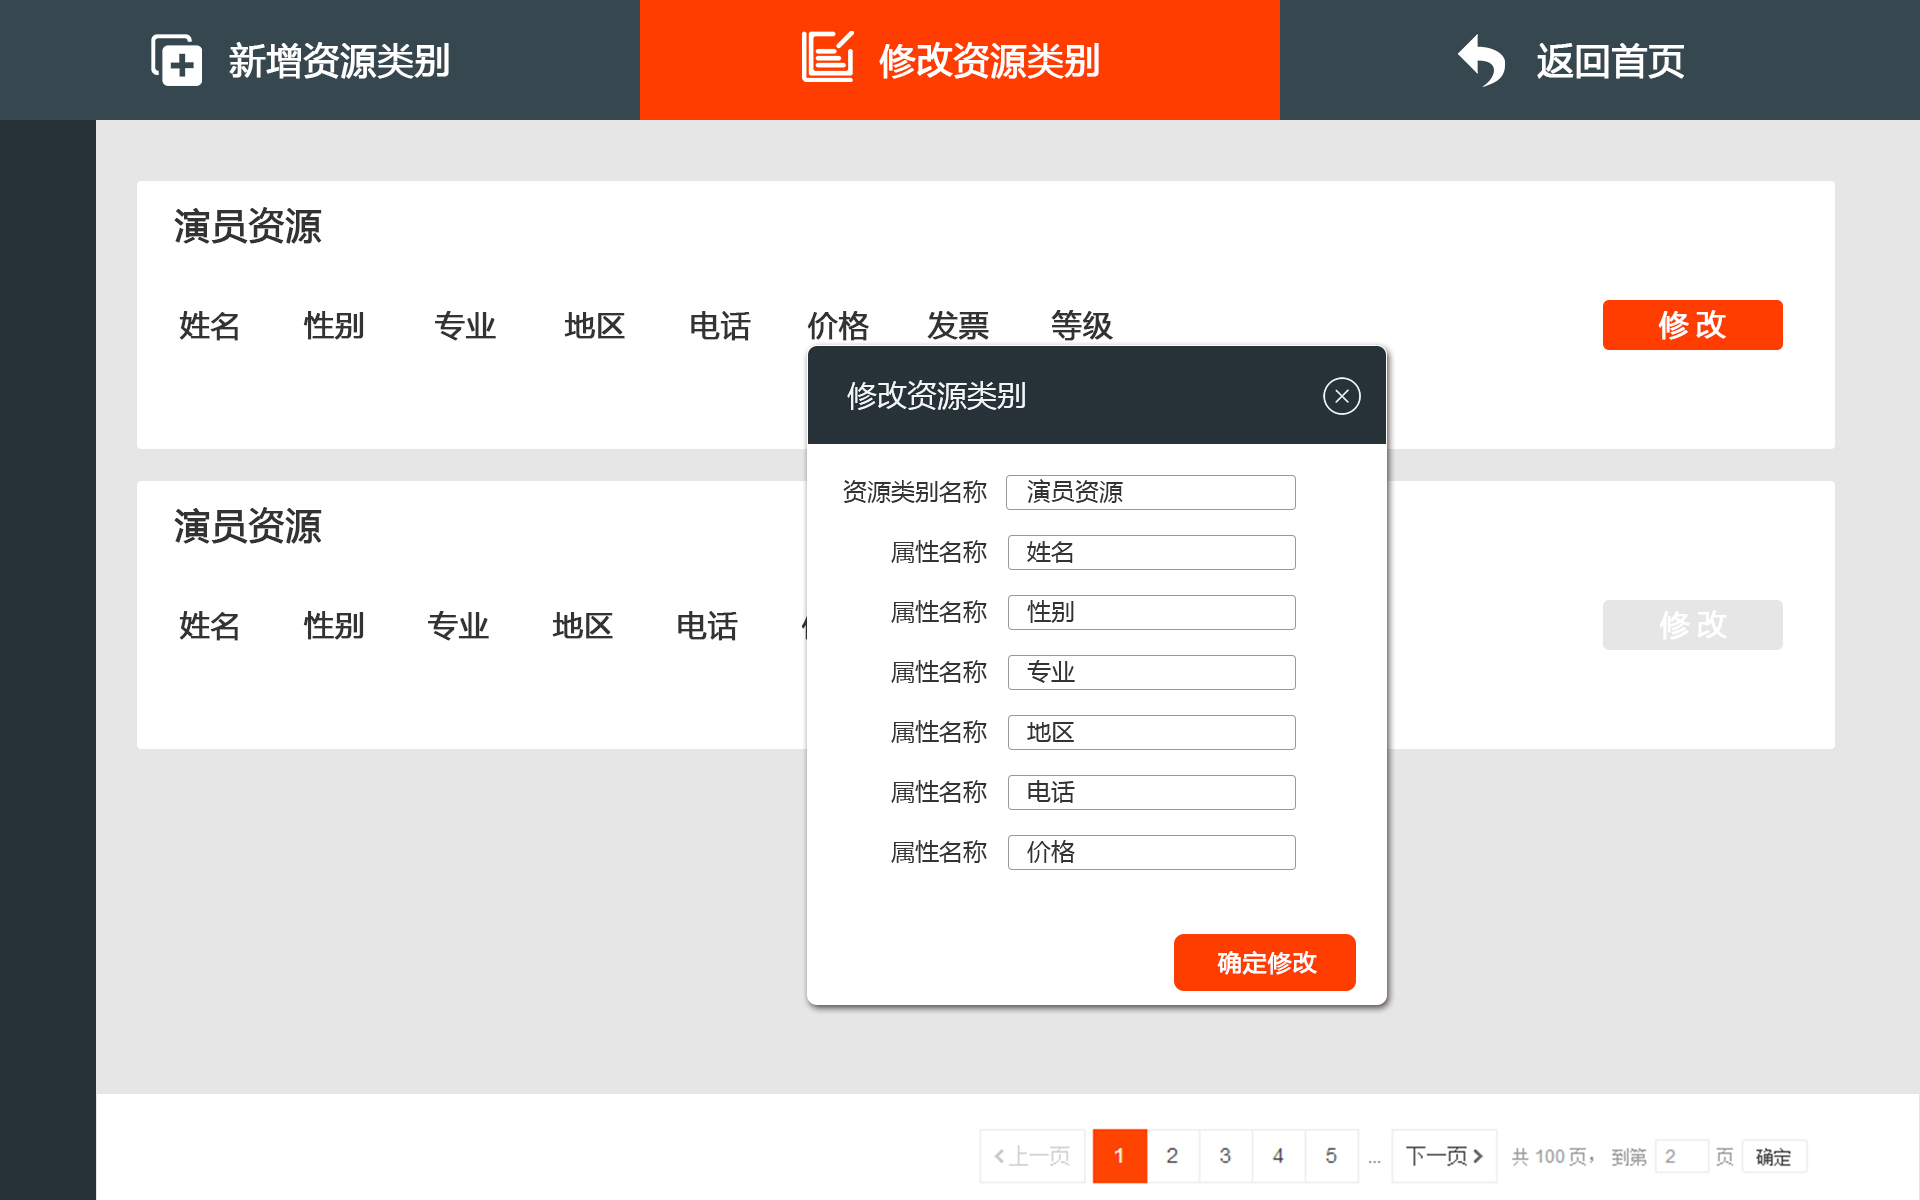 新增资源类别
修改资源类别
返回首页
演员资源
姓名 性别 专业 地区 电话 价格 发票 等级
修 改
修改资源类别
资源类别名称 演员资源
属性名称 姓名
属性名称 性别
属性名称 专业
属性名称 地区
属性名称 电话
属性名称 价格
确定修改
演员资源
姓名 性别 专业 地区 电话
修 改
上一页 1 2 3 4 5 ... 下一页 共 100 页， 到第 2 页 确定